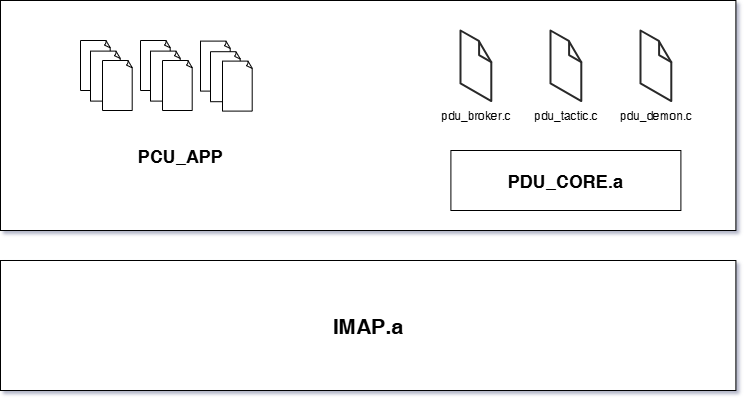 pdu_broker.c pdu_tactic.c pdu_demon.c
PCU_APP
PDU_CORE.a
IMAP.a